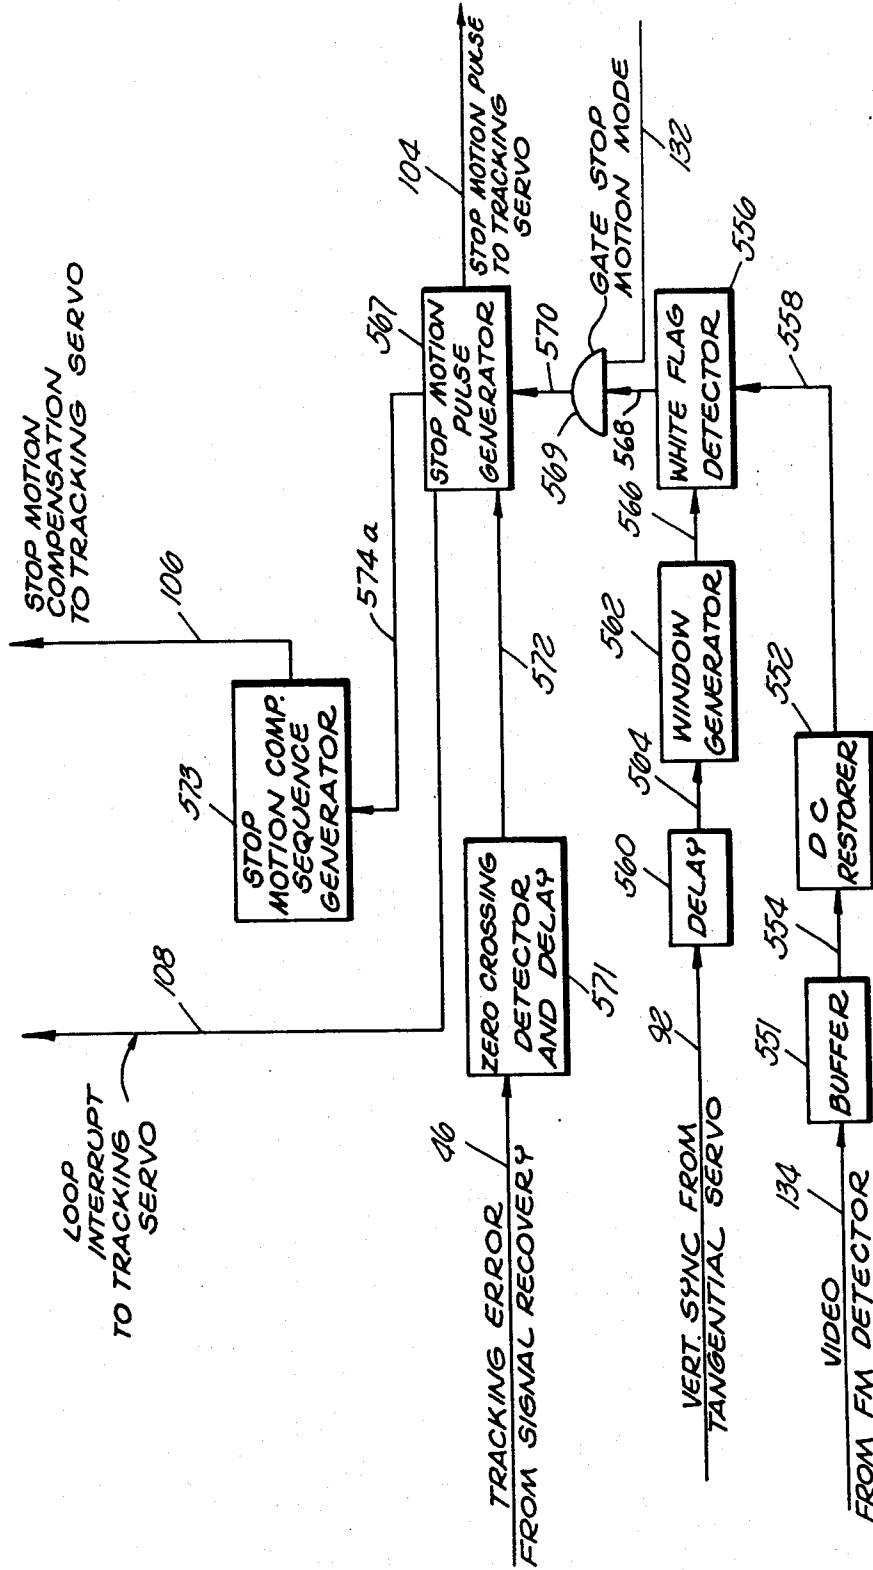 LOOP
INTERRUPT
TO TRACKING
SERVO
108
STOP MOTION
COMPENSATION
TO TRACKING SERVO
106
573
STOP
MOTION COMP.
SEQUENCE
GENERATOR
574a
567
STOP MOTION
PULSE
GENERATOR
104
STOP MOTION PULSE
TO TRACKING
SERVO
TRACKING ERROR
FROM SIGNAL RECOVERY
46
ZERO CROSSING
DETECTOR
AND DELAY
571
572
570
569
568
GATE STOP
MOTION MODE
132
VERT. SYNC FROM
TANGENTIAL SERVO
92
560
DELAY
564
562
WINDOW
GENERATOR
566
WHITE FLAG
DETECTOR
556
558
VIDEO
FROM FM DETECTOR
134
551
BUFFER
554
552
DC
RESTORER